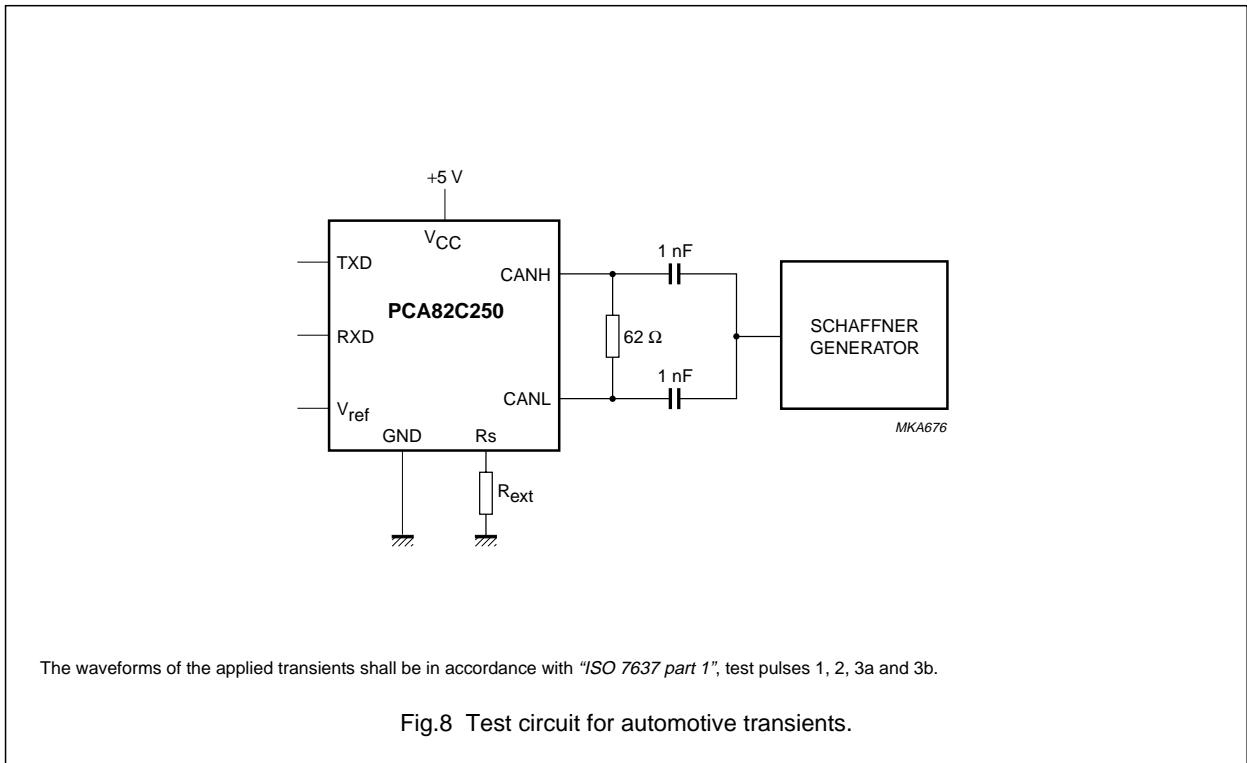 +5 V
VCC
TXD
CANH
1 nF
PCA82C250
SCHAFFNER
GENERATOR
RXD
62 Ω
1 nF
CANL
Vref
MKA676
GND
Rs
Rext
The waveforms of the applied transients shall be in accordance with “ISO 7637 part 1”, test pulses 1, 2, 3a and 3b.
Fig.8 Test circuit for automotive transients.